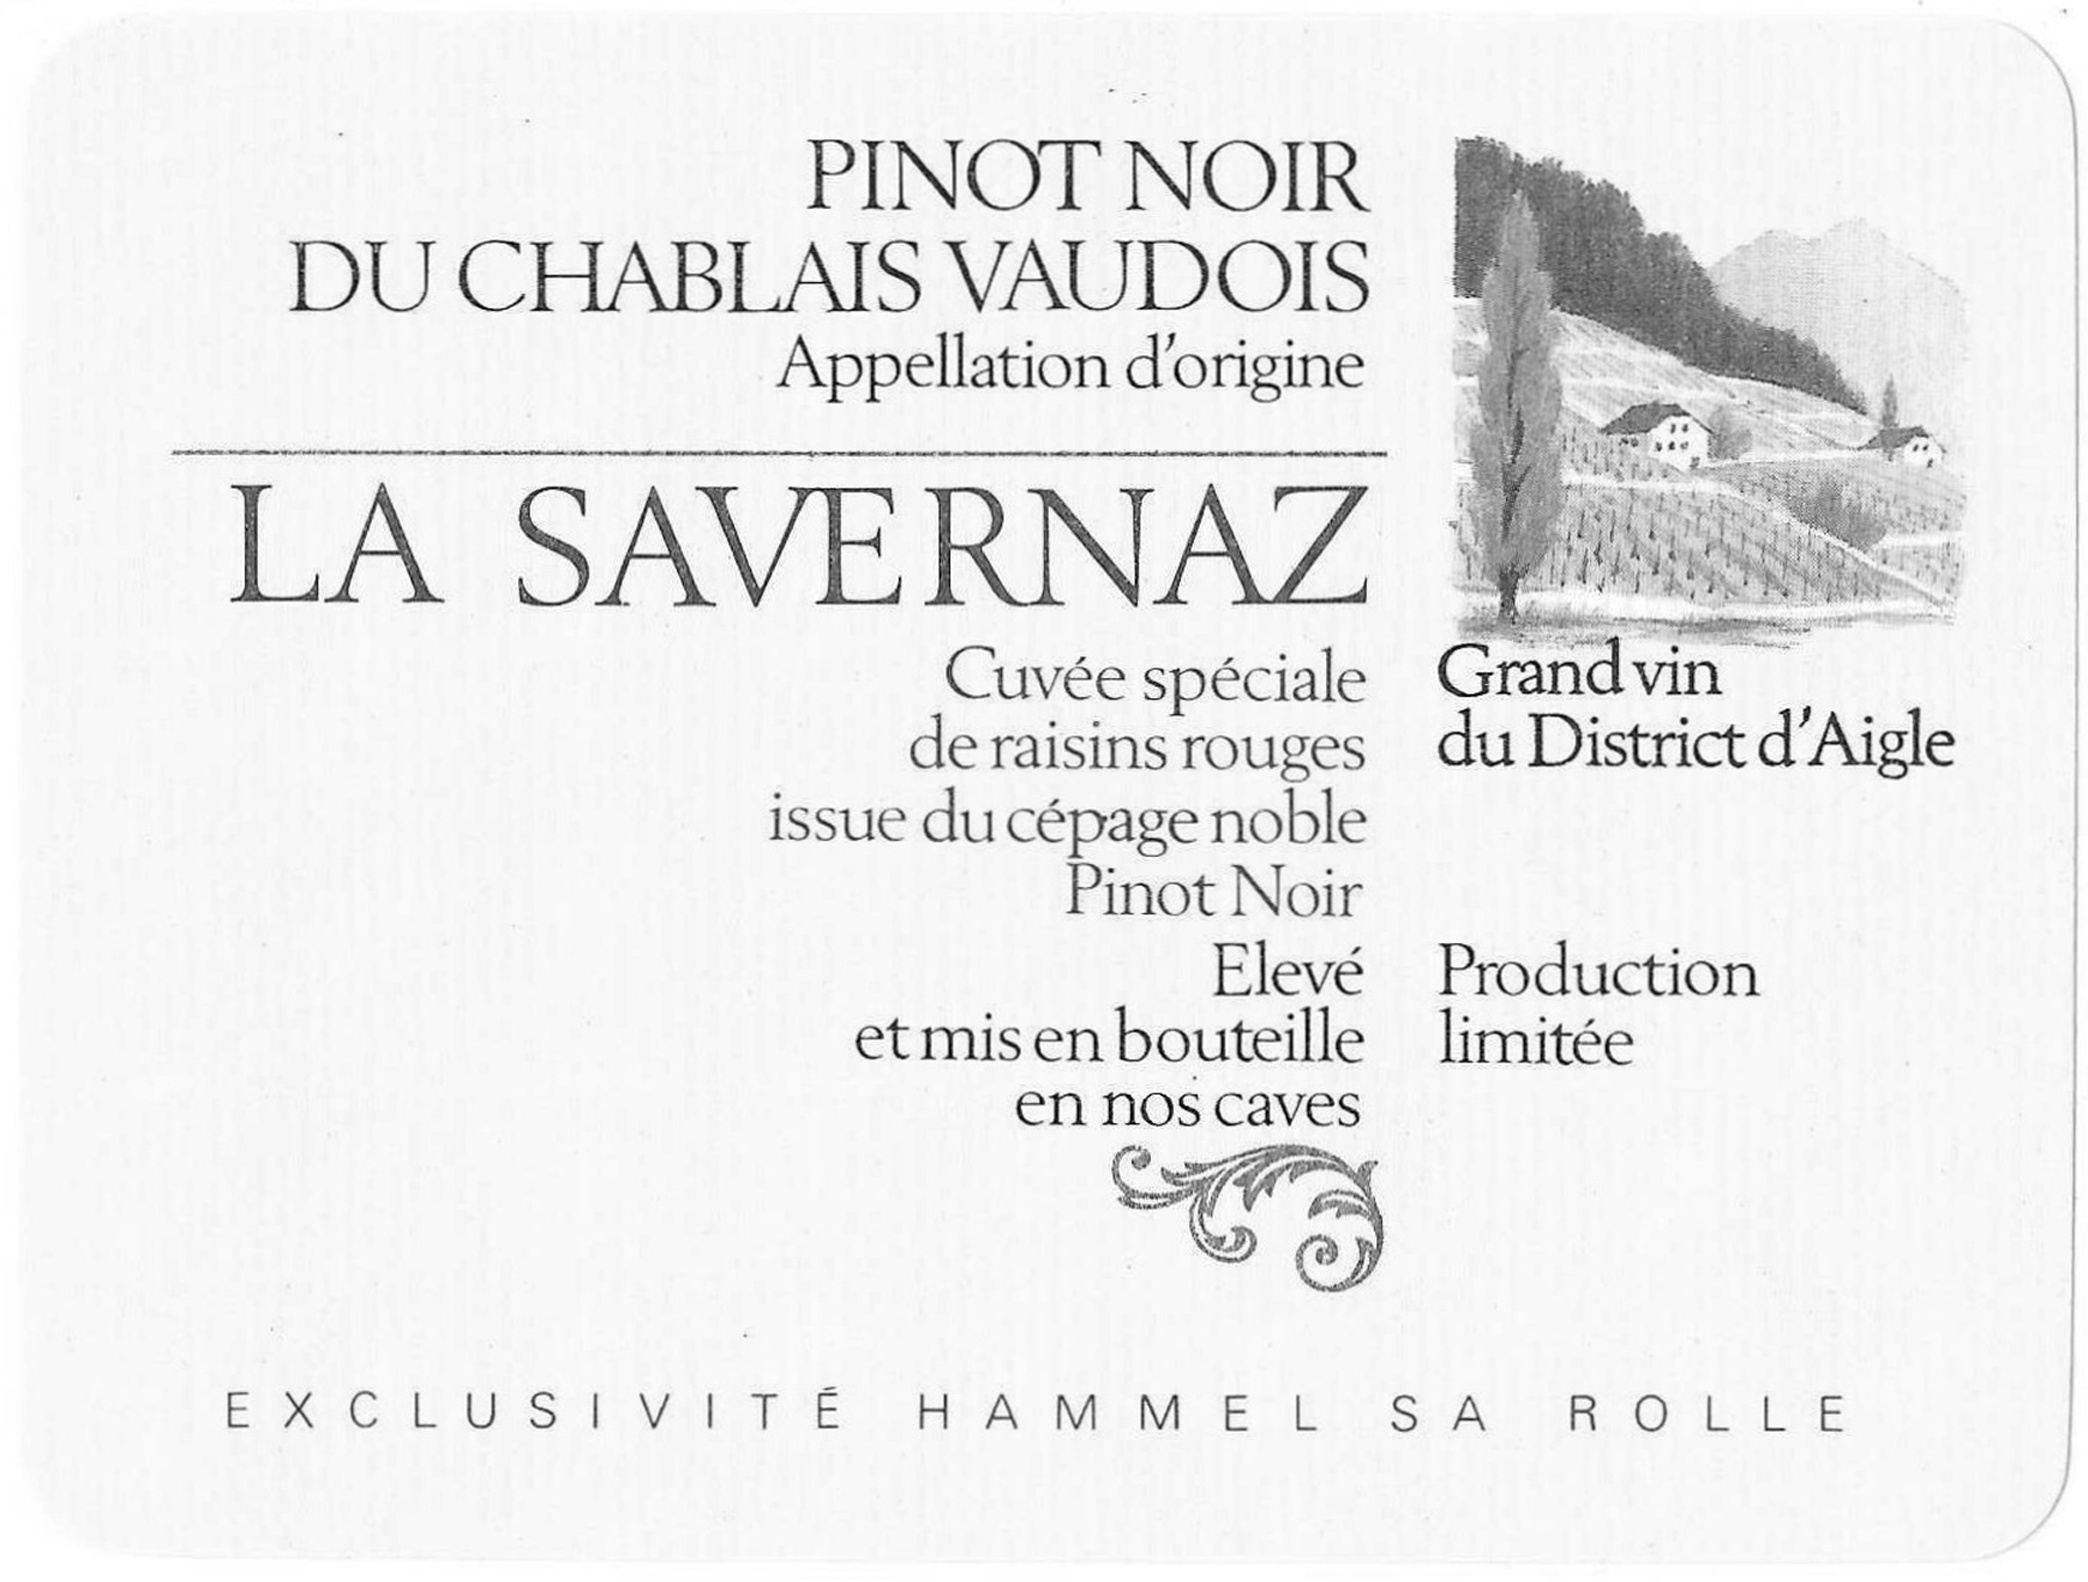 PINOT NOIR
DU CHABLAIS VAUDOIS
Appellation d'origine
LA SAVERNAZ
Cuvée spéciale
de raisins rouges
issue du cépage noble
Pinot Noir
Elevé
et mis en bouteille
en nos caves
Grand vin
du District d'Aigle
Production
limitée
EXCLUSIVITÉ HAMMEL SA ROLLE